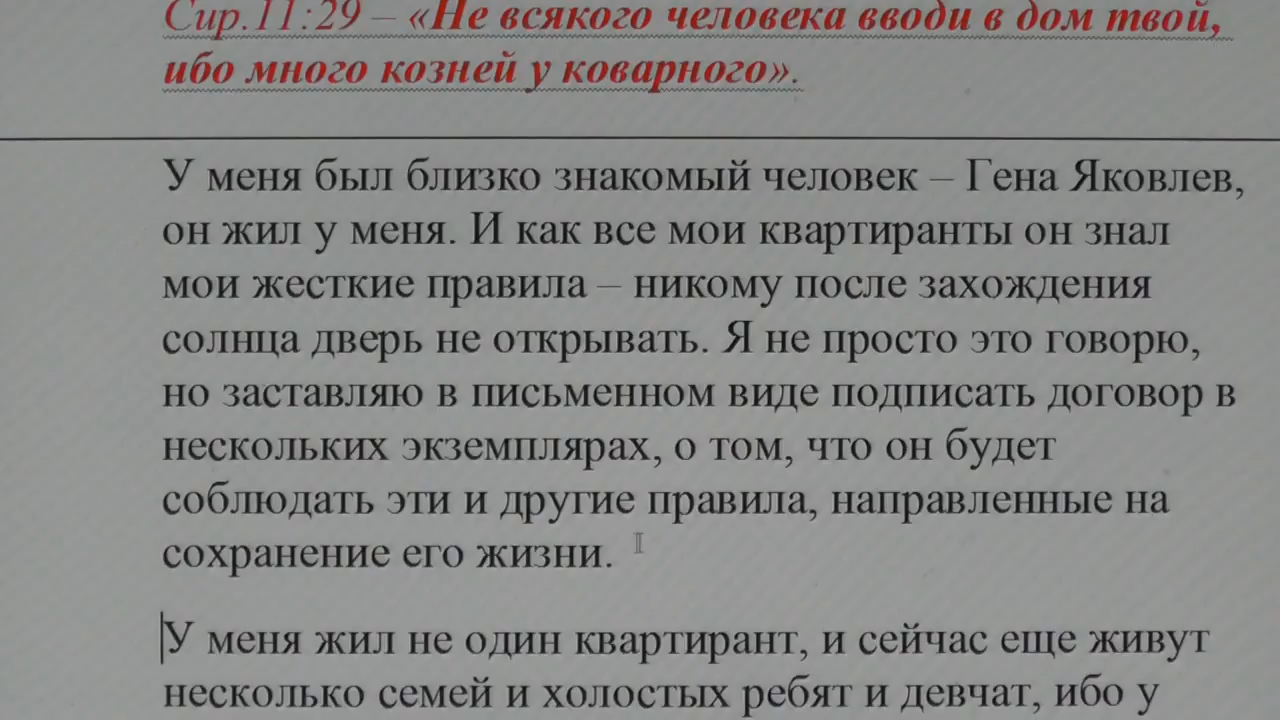 Сир.11:29 – «Не всякого человека вводи в дом твой,
ибо много козней у коварного».
У меня был близко знакомый человек – Гена Яковлев,
он жил у меня. И как все мои квартиранты он знал
мои жесткие правила – никому после захождения
солнца дверь не открывать. Я не просто это говорю,
но заставляю в письменном виде подписать договор в
нескольких экземплярах, о том, что он будет
соблюдать эти и другие правила, направленные на
сохранение его жизни.
У меня жил не один квартирант, и сейчас еще живут
несколько семей и холостых ребят и девчат, ибо у